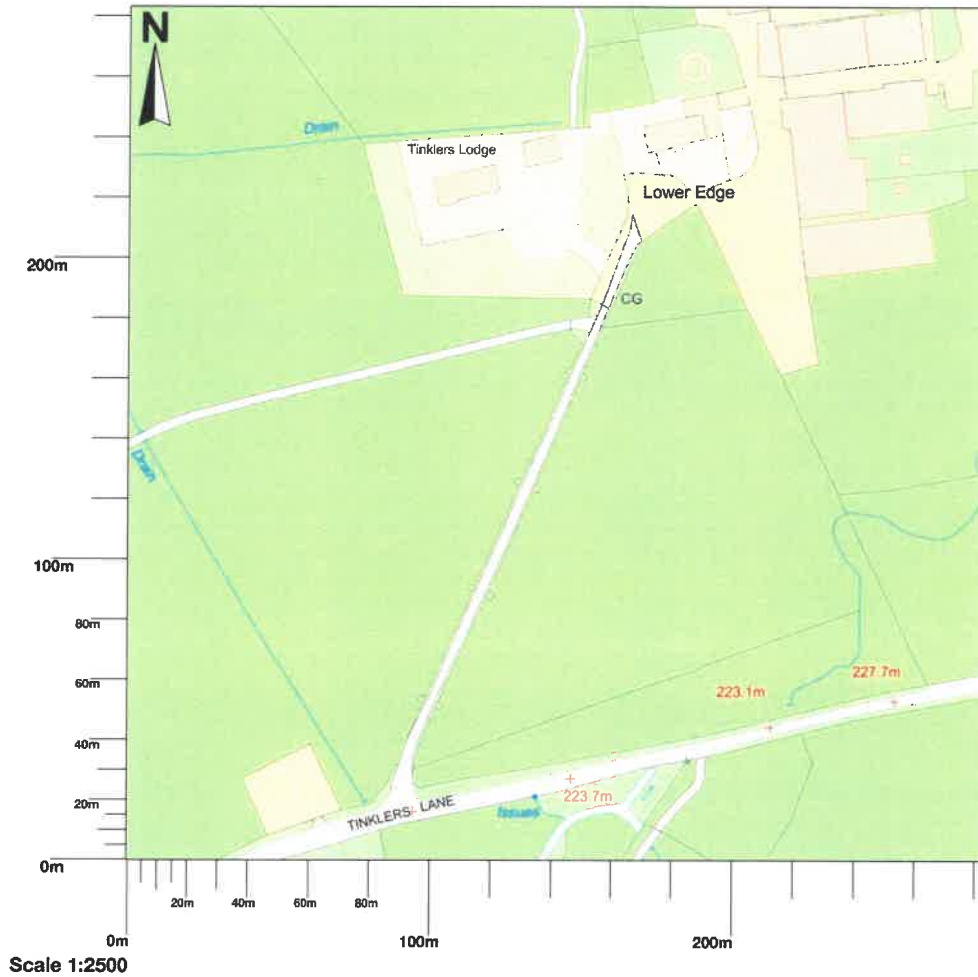 N
Drain
Tinklers Lodge
Lower Edge
200m
CG
Drain
100m
80m
60m
227.7m
223.1m
40m
20m
TINKLERS LANE
223.7m
Issues
0m
20m
40m
60m
80m
0m
100m
200m
Scale 1:2500